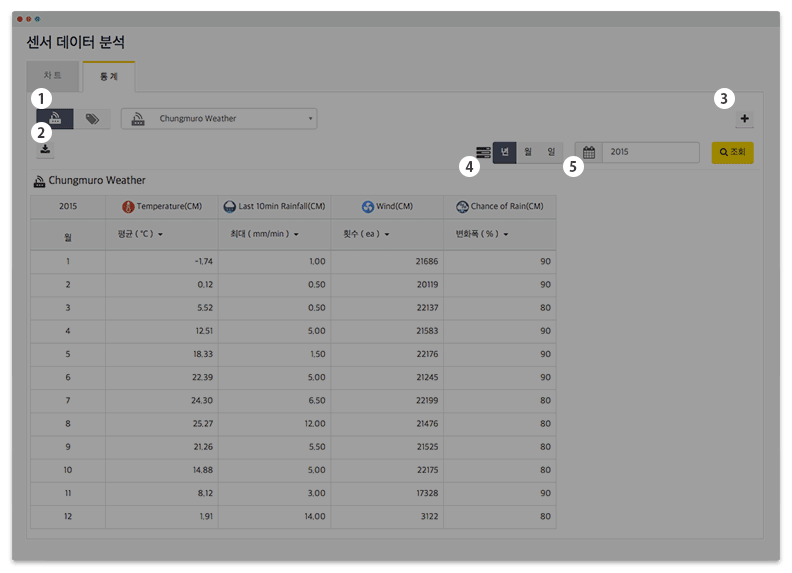 센서 데이터 분석
차트 통계
1
Chungmuro Weather
3
2
4 년 월 일 5 2015 조회
Chungmuro Weather
2015 Temperature(CM) Last 10min Rainfall(CM) Wind(CM) Chance of Rain(CM)
월 평균 ( °C ) 최대 ( mm/min ) 횟수 ( ea ) 변화폭 ( % )
1 -1.74 1.00 21686 90
2 0.12 0.50 20119 90
3 5.52 0.50 22137 80
4 12.51 5.00 21583 90
5 18.33 1.50 22176 90
6 22.39 5.00 21245 90
7 24.30 6.50 22199 80
8 25.27 12.00 21476 80
9 21.26 5.50 21525 80
10 14.88 5.00 22175 80
11 8.12 3.00 17328 90
12 1.91 14.00 3122 80